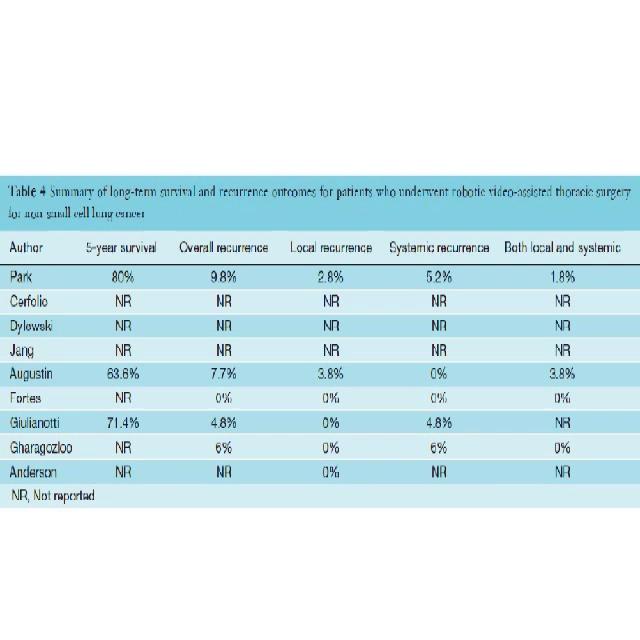 Table 4 Summary of long-term survival and recurrence outcomes for patients who underwent robotic video-assisted thoracic surgery
for non small cell lung cancer
Author 5-year survival Overall recurrence Local recurrence Systemic recurrence Both local and systemic
Park 80% 9.8% 2.8% 5.2% 1.8%
Cerfolio NR NR NR NR NR
Dylewski NR NR NR NR NR
Jang NR NR NR NR NR
Augustin 63.6% 7.7% 3.8% 0% 3.8%
Fortes NR 0% 0% 0% 0%
Giulianotti 71.4% 4.8% 0% 4.8% NR
Gharagozloo NR 6% 0% 6% 0%
Anderson NR NR 0% NR NR
NR, Not reported